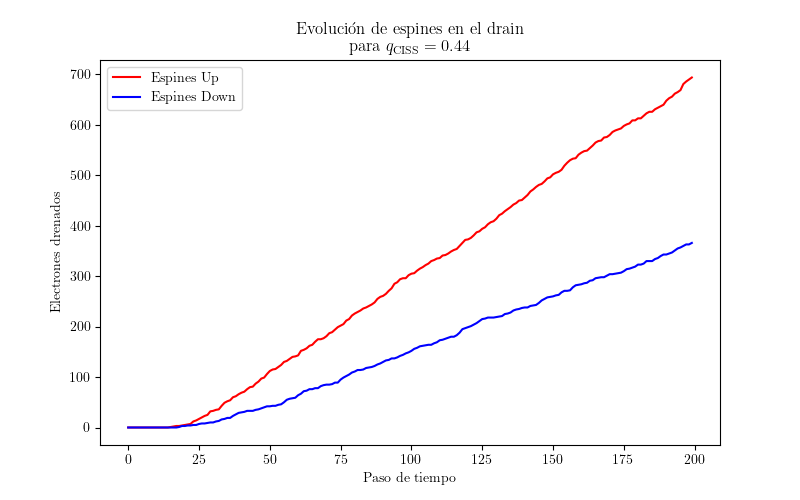 Evolución de espines en el drain
para q_CISS = 0.44
Espines Up
Espines Down
Electrones drenados
700
600
500
400
300
200
100
0
0 25 50 75 100 125 150 175 200
Paso de tiempo